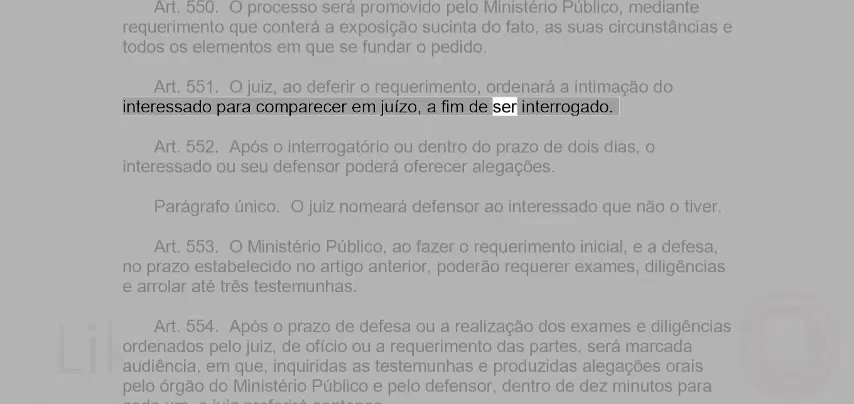 Art. 550. O processo será promovido pelo Ministério Público, mediante
requerimento que conterá a exposição sucinta do fato, as suas circunstâncias e
todos os elementos em que se fundar o pedido.
Art. 551. O juiz, ao deferir o requerimento, ordenará a intimação do
interessado para comparecer em juízo, a fim de ser interrogado.
Art. 552. Após o interrogatório ou dentro do prazo de dois dias, o
interessado ou seu defensor poderá oferecer alegações.
Parágrafo único. O juiz nomeará defensor ao interessado que não o tiver.
Art. 553. O Ministério Público, ao fazer o requerimento inicial, e a defesa,
no prazo estabelecido no artigo anterior, poderão requerer exames, diligências
e arrolar até três testemunhas.
Art. 554. Após o prazo de defesa ou a realização dos exames e diligências
ordenados pelo juiz, de ofício ou a requerimento das partes, será marcada
audiência, em que, inquiridas as testemunhas e produzidas alegações orais
pelo órgão do Ministério Público e pelo defensor, dentro de dez minutos para